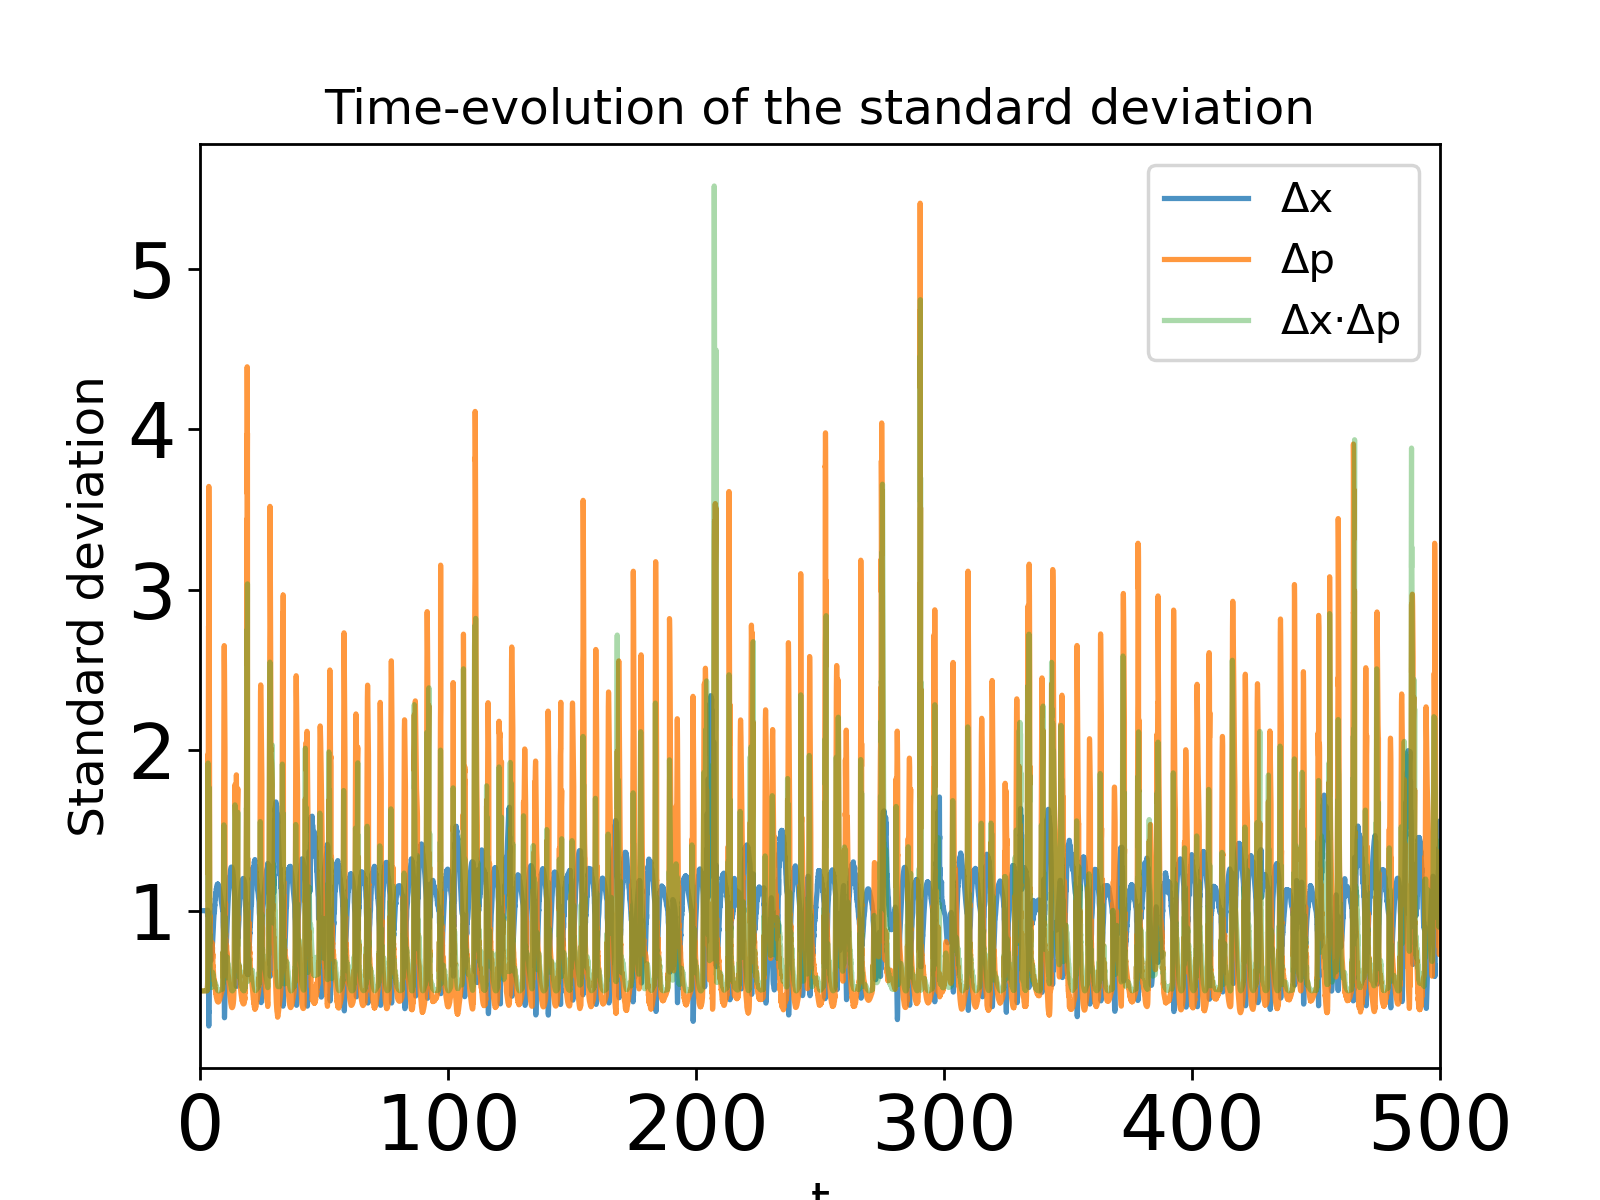 Time-evolution of the standard deviation
Δx
Δp
Δx·Δp
Standard deviation
5
4
3
2
1
0 100 200 300 400 500
t